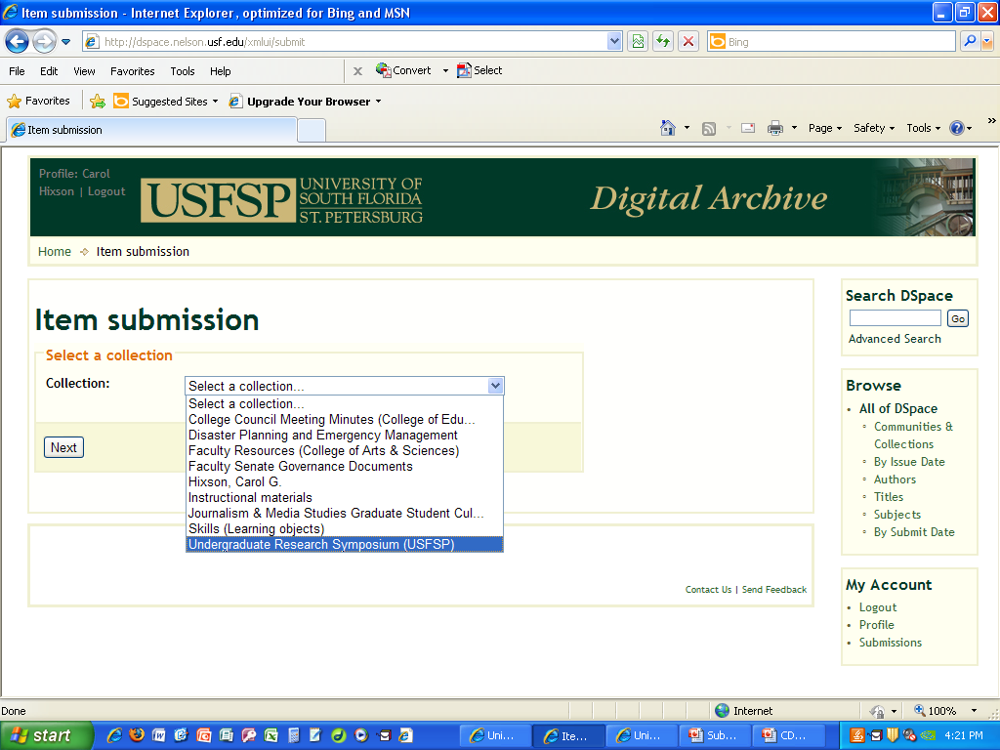 Item submission - Internet Explorer, optimized for Bing and MSN
http://dspace.nelson.usf.edu/xmlui/submit
Bing
File Edit View Favorites Tools Help
x Convert Select
Favorites Suggested Sites Upgrade Your Browser
Item submission
Page Safety Tools
Profile: Carol
Hixson | Logout
USFSP
UNIVERSITY OF
SOUTH FLORIDA
ST. PETERSBURG
Digital Archive
Home Item submission
Item submission
Select a collection
Collection:
Select a collection...
Select a collection...
College Council Meeting Minutes (College of Edu...
Disaster Planning and Emergency Management
Faculty Resources (College of Arts & Sciences)
Faculty Senate Governance Documents
Hixson, Carol G.
Instructional materials
Journalism & Media Studies Graduate Student Cul...
Skills (Learning objects)
Undergraduate Research Symposium (USFSP)
Next
Contact Us | Send Feedback
Search DSpace
Go
Advanced Search
Browse
All of DSpace
Communities &
Collections
By Issue Date
Authors
Titles
Subjects
By Submit Date
My Account
Logout
Profile
Submissions
Done Internet 100%
start Uni... Ite... Uni... Sub... CD... 4:21 PM